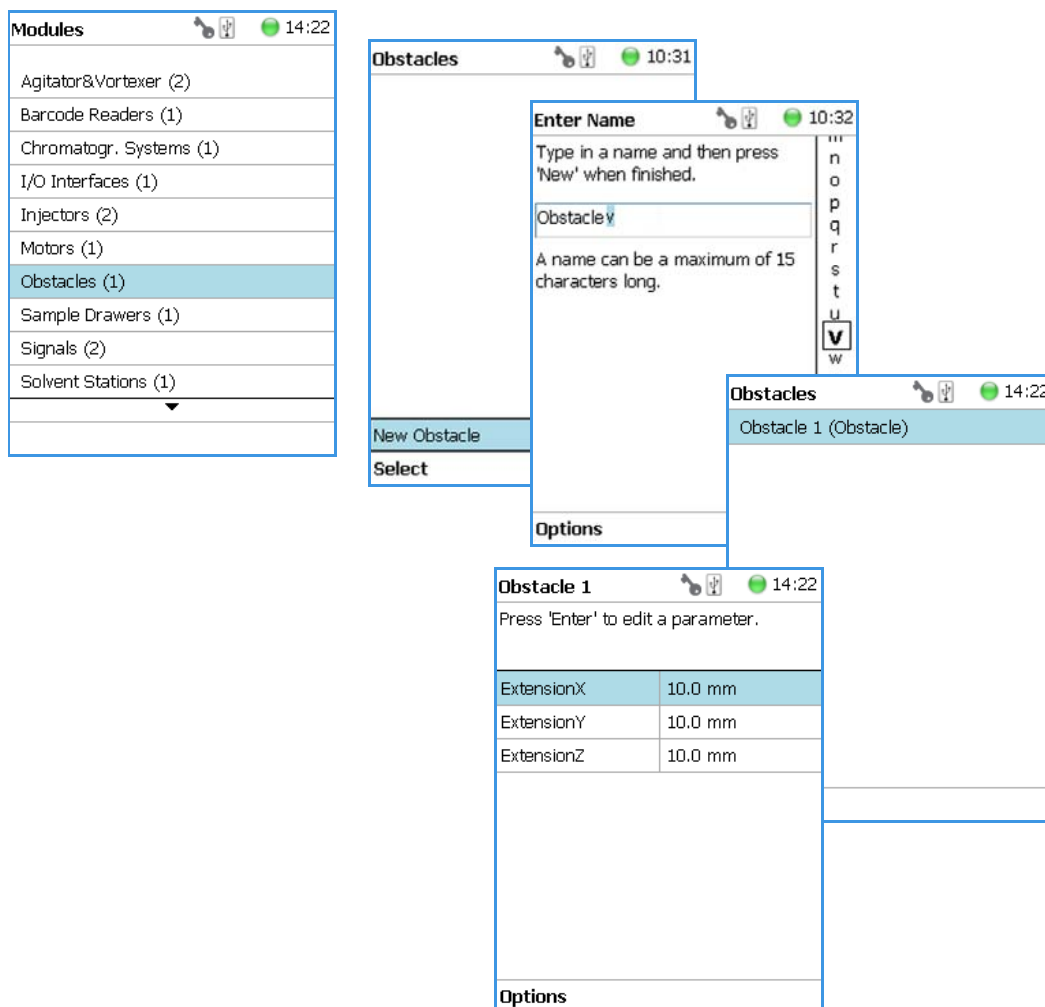 Modules 14:22
Agitator&Vortexer (2)
Barcode Readers (1)
Chromatogr. Systems (1)
I/O Interfaces (1)
Injectors (2)
Motors (1)
Obstacles (1)
Sample Drawers (1)
Signals (2)
Solvent Stations (1)
Obstacles 10:31
New Obstacle
Select
Enter Name 10:32
Type in a name and then press
'New' when finished.
Obstaclev
A name can be a maximum of 15
characters long.
m
n
o
p
q
r
s
t
u
v
w
Options
Obstacles 14:22
Obstacle 1 (Obstacle)
Obstacle 1 14:22
Press 'Enter' to edit a parameter.
ExtensionX 10.0 mm
ExtensionY 10.0 mm
ExtensionZ 10.0 mm
Options